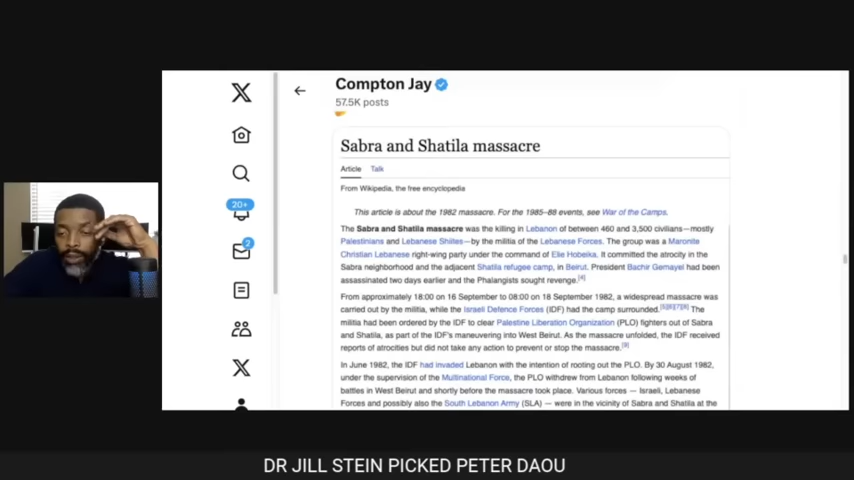 Compton Jay
57.5K posts
Sabra and Shatila massacre
Article Talk
From Wikipedia, the free encyclopedia
This article is about the 1982 massacre. For the 1985–88 events, see War of the Camps.
The Sabra and Shatila massacre was the killing in Lebanon of between 460 and 3,500 civilians—mostly
Palestinians and Lebanese Shiites—by the militia of the Lebanese Forces. The group was a Maronite
Christian Lebanese right-wing party under the command of Elie Hobeika. It committed the atrocity in the
Sabra neighborhood and the adjacent Shatila refugee camp, in Beirut. President Bachir Gemayel had been
assassinated two days earlier and the Phalangists sought revenge.[4]
From approximately 18:00 on 16 September to 08:00 on 18 September 1982, a widespread massacre was
carried out by the militia, while the Israeli Defence Forces (IDF) had the camp surrounded.[5][6][7][8] The
militia had been ordered by the IDF to clear Palestine Liberation Organization (PLO) fighters out of Sabra
and Shatila, as part of the IDF's maneuvering into West Beirut. As the massacre unfolded, the IDF received
reports of atrocities but did not take any action to prevent or stop the massacre.[9]
In June 1982, the IDF had invaded Lebanon with the intention of rooting out the PLO. By 30 August 1982,
under the supervision of the Multinational Force, the PLO withdrew from Lebanon following weeks of
battles in West Beirut and shortly before the massacre took place. Various forces — Israeli, Lebanese
Forces and possibly also the South Lebanon Army (SLA) — were in the vicinity of Sabra and Shatila at the
20+
2
DR JILL STEIN PICKED PETER DAOU